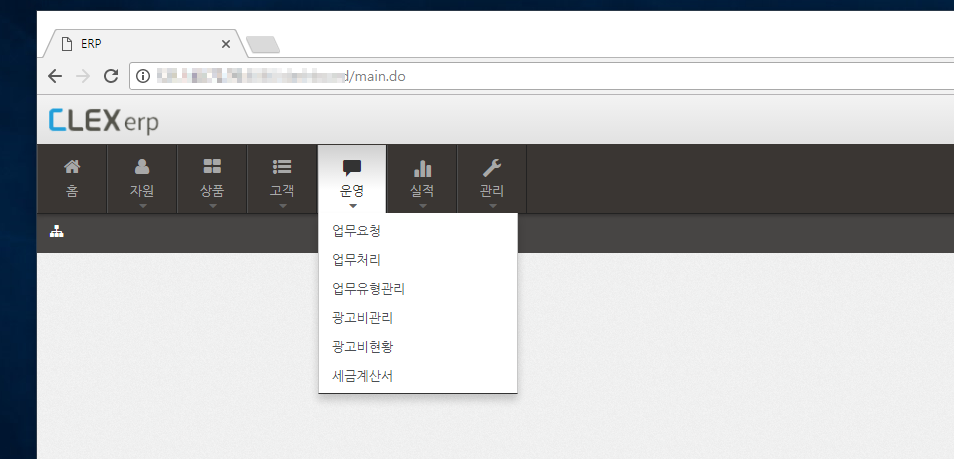 ERP
/main.do
CLEX erp
홈 자원 상품 고객 운영 실적 관리
업무요청
업무처리
업무유형관리
광고비관리
광고비현황
세금계산서